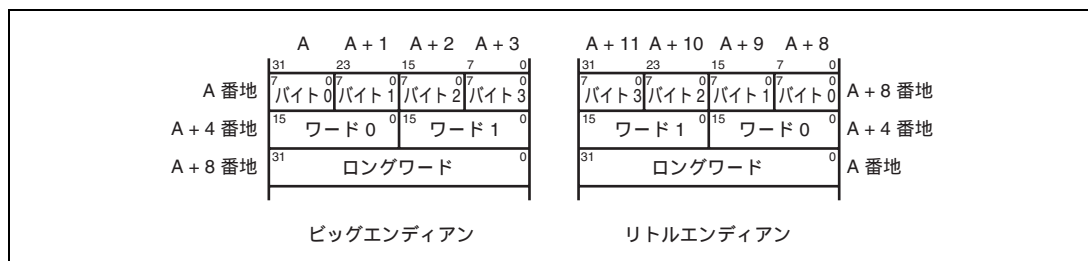 A A + 1 A + 2 A + 3 A + 11 A + 10 A + 9 A + 8
31 23 15 7 0 31 23 15 7 0
A 番地 7 バイト 0 0 7 バイト 1 0 7 バイト 2 0 7 バイト 3 0 7 バイト 3 0 7 バイト 2 0 7 バイト 1 0 7 バイト 0 0 A + 8 番地
A + 4 番地 15 ワード 0 0 15 ワード 1 0 15 ワード 1 0 15 ワード 0 0 A + 4 番地
A + 8 番地 31 ロングワード 0 31 ロングワード 0 A 番地
ビッグエンディアン リトルエンディアン